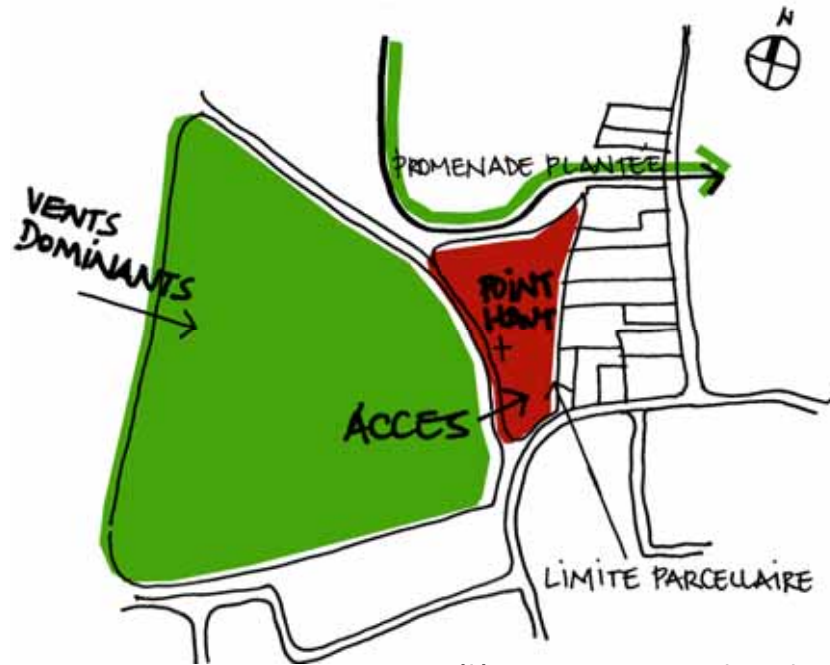 N
PROMENADE PLANTÉE
VENTS
DOMINANTS
POINT
HAUT
+
ACCES
LIMITE PARCELLAIRE